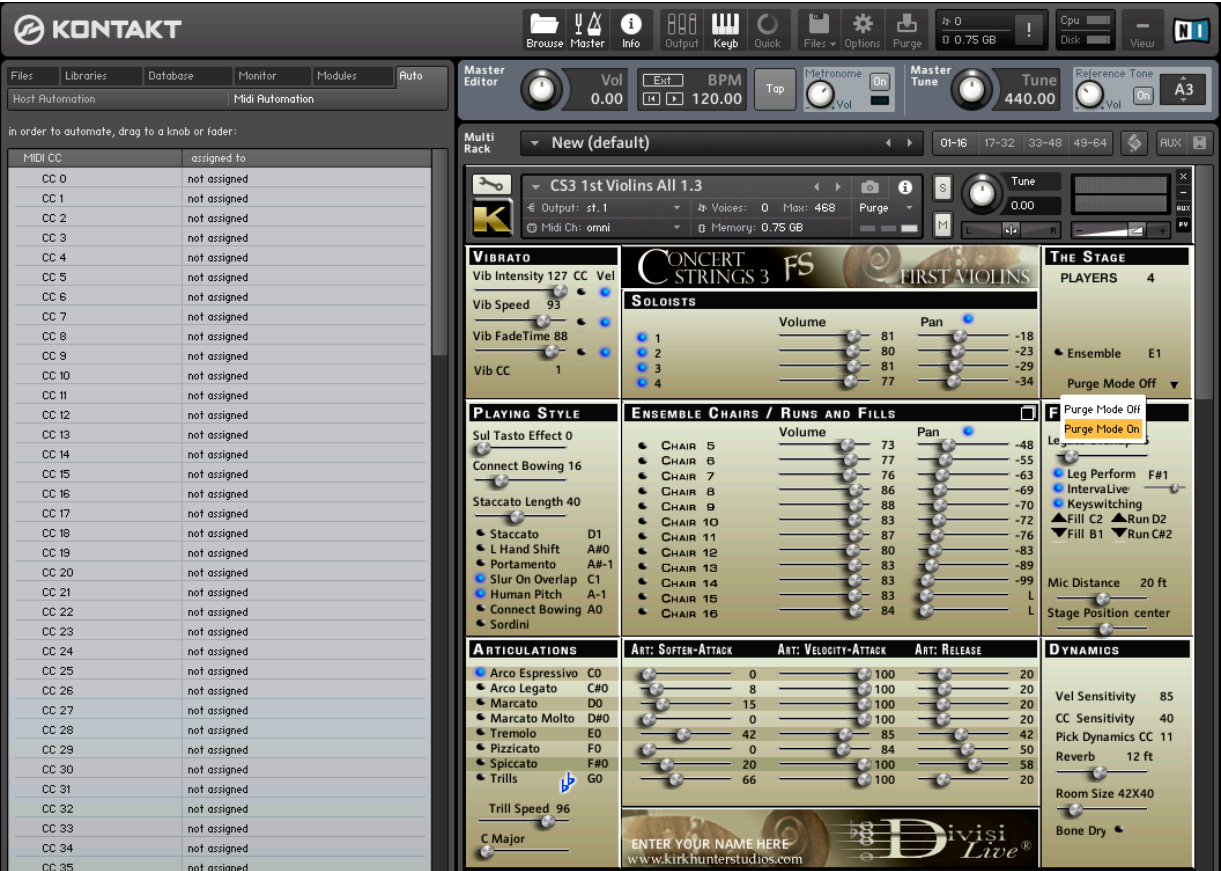 KONTAKT
Browse Master Info Output Keyb Quick Files Options Purge
0
0.75 GB
!
Cpu
Disk
View
NI
Files Libraries Database Monitor Modules Auto
Host Automation Midi Automation
in order to automate, drag to a knob or fader:
MIDI CC assigned to
CC 0 not assigned
CC 1 not assigned
CC 2 not assigned
CC 3 not assigned
CC 4 not assigned
CC 5 not assigned
CC 6 not assigned
CC 7 not assigned
CC 8 not assigned
CC 9 not assigned
CC 10 not assigned
CC 11 not assigned
CC 12 not assigned
CC 13 not assigned
CC 14 not assigned
CC 15 not assigned
CC 16 not assigned
CC 17 not assigned
CC 18 not assigned
CC 19 not assigned
CC 20 not assigned
CC 21 not assigned
CC 22 not assigned
CC 23 not assigned
CC 24 not assigned
CC 25 not assigned
CC 26 not assigned
CC 27 not assigned
CC 28 not assigned
CC 29 not assigned
CC 30 not assigned
CC 31 not assigned
CC 32 not assigned
CC 33 not assigned
CC 34 not assigned
CC 35 not assigned
Master Editor
Vol 0.00
Ext BPM
120.00
Tap
Metronome On
Vol
Master Tune
Tune 440.00
Reference Tone
On
Vol
A3
Multi Rack
New (default)
01-16 17-32 33-48 49-64 AUX
K
CS3 1st Violins All 1.3
Output: st. 1 Voices: 0 Max: 468 Purge
Midi Ch: omni Memory: 0.75 GB
S
M
Tune
0.00
L R
- +
×
-
AUX
PV
VIBRATO
Vib Intensity 127 CC Vel
Vib Speed 93
Vib FadeTime 88
Vib CC 1
CONCERT STRINGS 3 FS FIRST VIOLINS
SOLOISTS
Volume Pan
1 81 -18
2 80 -23
3 81 -29
4 77 -34
THE STAGE
PLAYERS 4
Ensemble E1
Purge Mode Off
Purge Mode Off
Purge Mode On
PLAYING STYLE
Sul Tasto Effect 0
Connect Bowing 16
Staccato Length 40
Staccato D1
L Hand Shift A#0
Portamento A#-1
Slur On Overlap C1
Human Pitch A-1
Connect Bowing A0
Sordini
ENSEMBLE CHAIRS / RUNS AND FILLS
Volume Pan
CHAIR 5 73 -48
CHAIR 6 77 -55
CHAIR 7 76 -63
CHAIR 8 86 -69
CHAIR 9 88 -70
CHAIR 10 83 -72
CHAIR 11 87 -76
CHAIR 12 80 -83
CHAIR 13 83 -89
CHAIR 14 83 -99
CHAIR 15 83 L
CHAIR 16 84 L
Leg Perform F#1
IntervaLive
Keyswitching
Fill C2 Run D2
Fill B1 Run C#2
Mic Distance 20 ft
Stage Position center
ARTICULATIONS
Arco Espressivo C0
Arco Legato C#0
Marcato D0
Marcato Molto D#0
Tremolo E0
Pizzicato F0
Spiccato F#0
Trills G0
Trill Speed 96
C Major
ART: SOFTEN-ATTACK ART: VELOCITY-ATTACK ART: RELEASE
0 100 20
8 100 20
15 100 20
0 100 20
42 85 42
0 84 50
20 100 58
66 100 20
ENTER YOUR NAME HERE
www.kirkhunterstudios.com
Divisi Live®
DYNAMICS
Vel Sensitivity 85
CC Sensitivity 40
Pick Dynamics CC 11
Reverb 12 ft
Room Size 42X40
Bone Dry